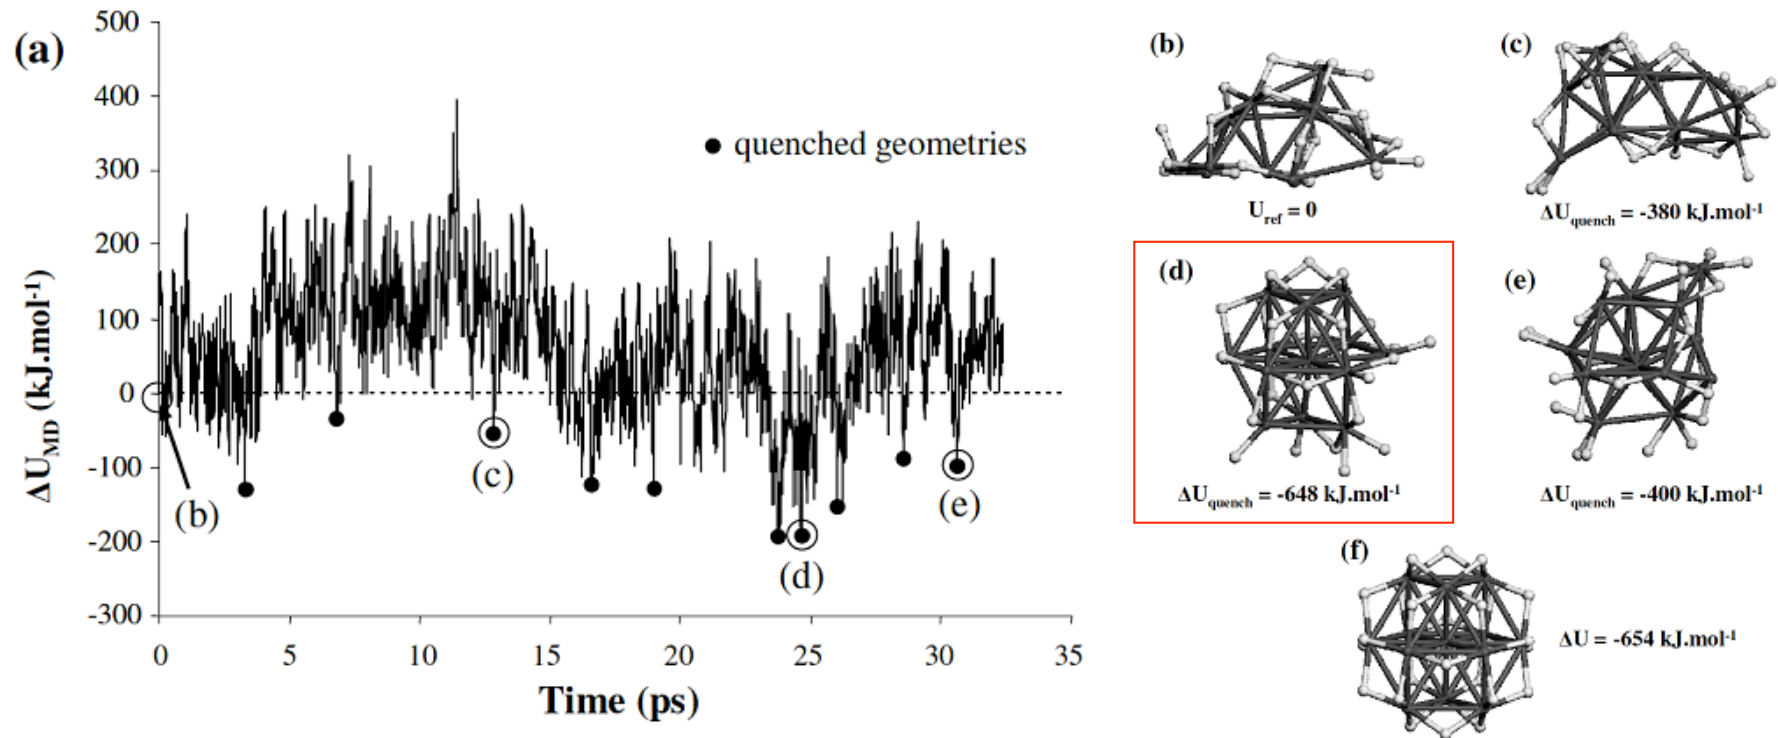 (a)
500
400
300
200
100
0
-100
-200
-300
ΔU_MD (kJ.mol⁻¹)
● quenched geometries
(b)
(c)
(d)
(e)
0 5 10 15 20 25 30 35
Time (ps)
(b)
U_ref = 0
(c)
ΔU_quench = -380 kJ.mol⁻¹
(d)
ΔU_quench = -648 kJ.mol⁻¹
(e)
ΔU_quench = -400 kJ.mol⁻¹
(f)
ΔU = -654 kJ.mol⁻¹